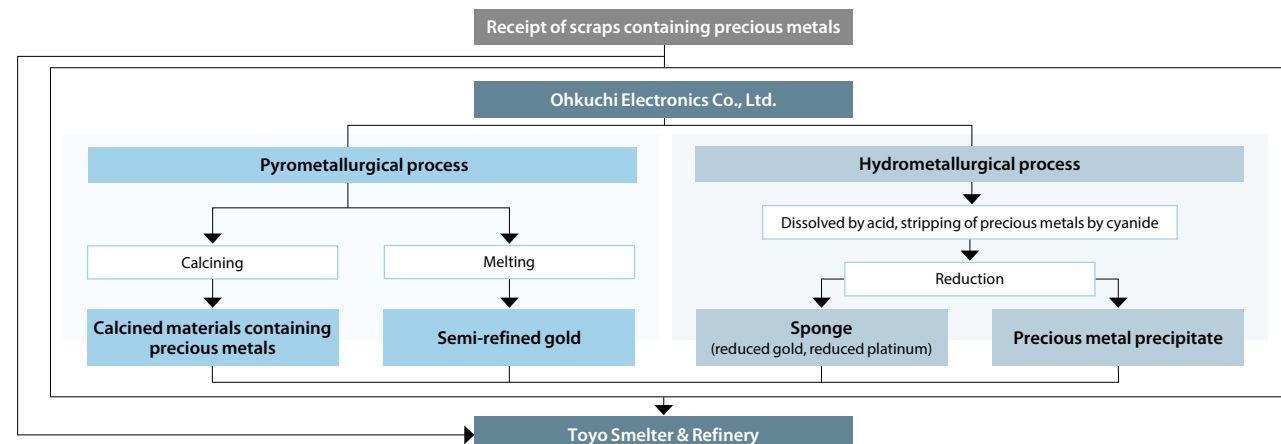 Receipt of scraps containing precious metals
Ohkuchi Electronics Co., Ltd.
Pyrometallurgical process
Hydrometallurgical process
Dissolved by acid, stripping of precious metals by cyanide
Calcining
Melting
Reduction
Calcined materials containing
precious metals
Semi-refined gold
Sponge
(reduced gold, reduced platinum)
Precious metal precipitate
Toyo Smelter & Refinery